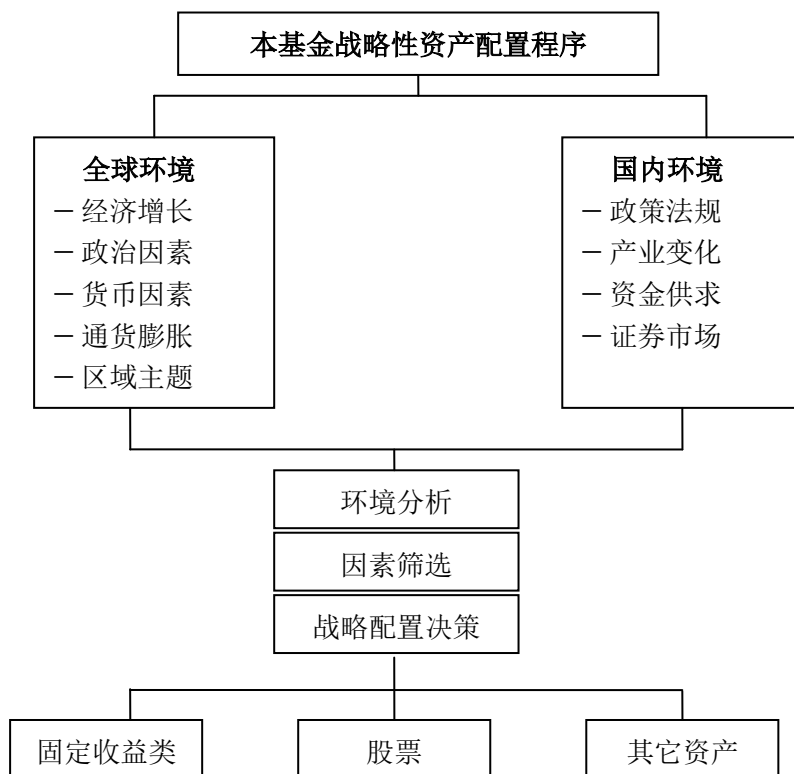 本基金战略性资产配置程序
全球环境
－经济增长
－政治因素
－货币因素
－通货膨胀
－区域主题
国内环境
－政策法规
－产业变化
－资金供求
－证券市场
环境分析
因素筛选
战略配置决策
固定收益类
股票
其它资产